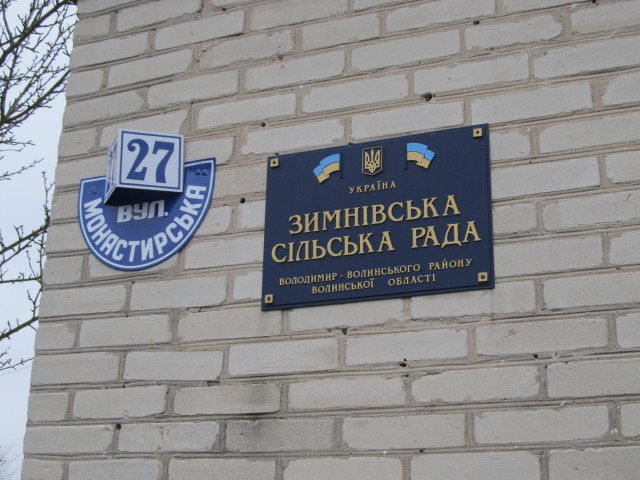 27
ВУЛ.
МОНАСТИРСЬКА
УКРАЇНА
ЗИМНІВСЬКА
СІЛЬСЬКА РАДА
ВОЛОДИМИР - ВОЛИНСЬКОГО РАЙОНУ
ВОЛИНСЬКОЇ ОБЛАСТІ